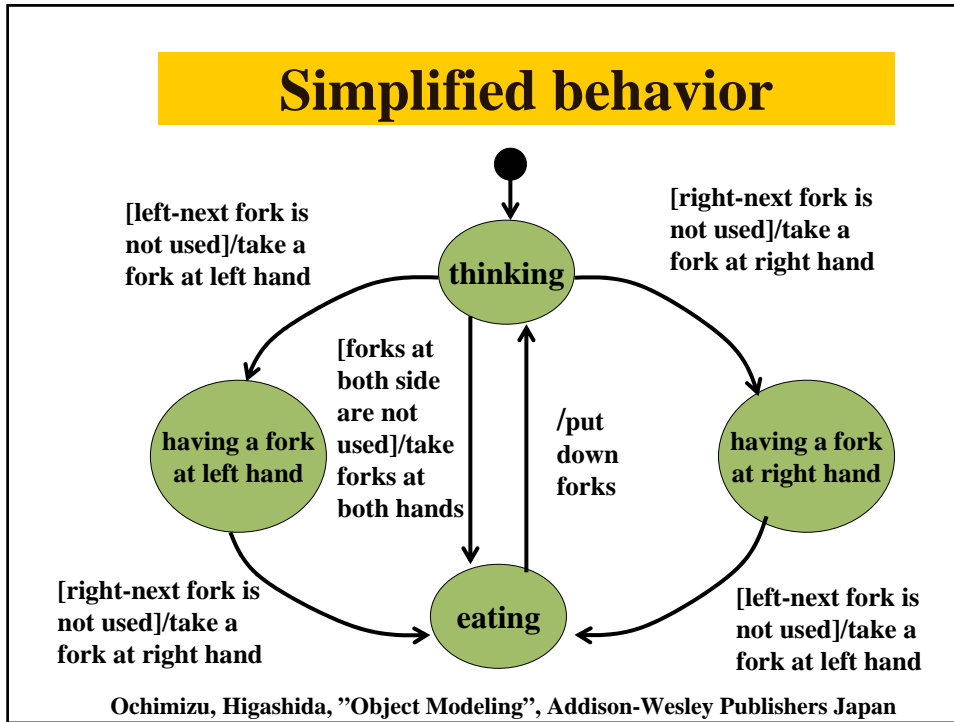 Simplified behavior
[left-next fork is
not used]/take a
fork at left hand
[right-next fork is
not used]/take a
fork at right hand
thinking
[forks at
both side
are not
used]/take
forks at
both hands
/put
down
forks
having a fork
at left hand
having a fork
at right hand
[right-next fork is
not used]/take a
fork at right hand
eating
[left-next fork is
not used]/take a
fork at left hand
Ochimizu, Higashida, ”Object Modeling”, Addison-Wesley Publishers Japan